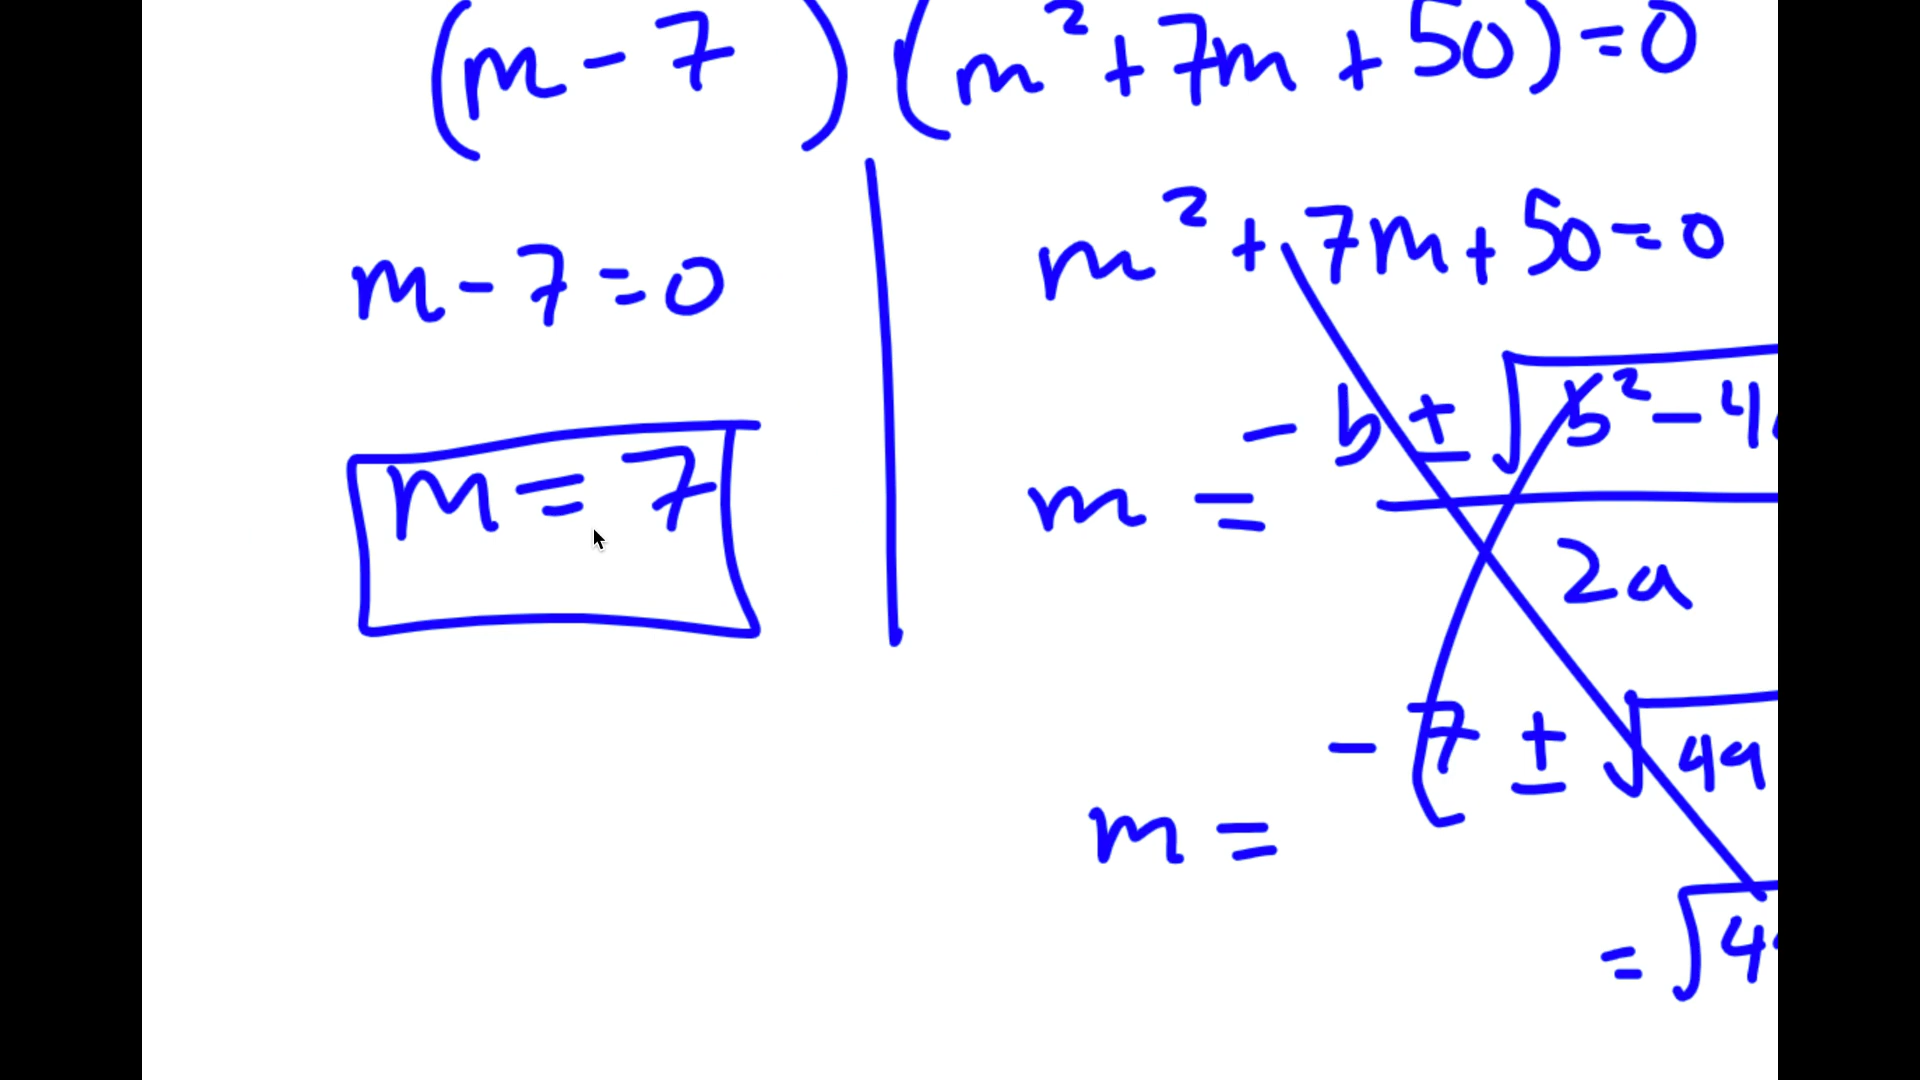 (m - 7) (m² + 7m + 50) = 0
m - 7 = 0
m = 7
m² + 7m + 50 = 0
m = - b ± √b² - 4
2a
m = - 7 ± √49
= √4